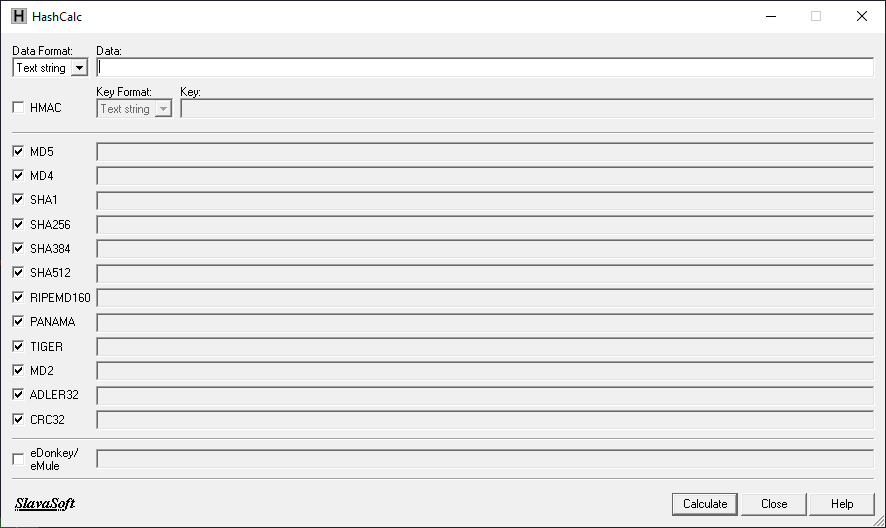 H HashCalc
Data Format: Data:
Text string
Key Format: Key:
HMAC Text string
MD5
MD4
SHA1
SHA256
SHA384
SHA512
RIPEMD160
PANAMA
TIGER
MD2
ADLER32
CRC32
eDonkey/
eMule
SlavaSoft Calculate Close Help